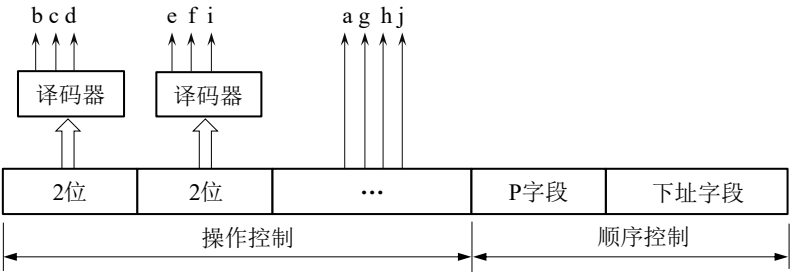 b c d e f i a g h j
译码器 译码器
2位 2位 … P字段 下址字段
操作控制 顺序控制